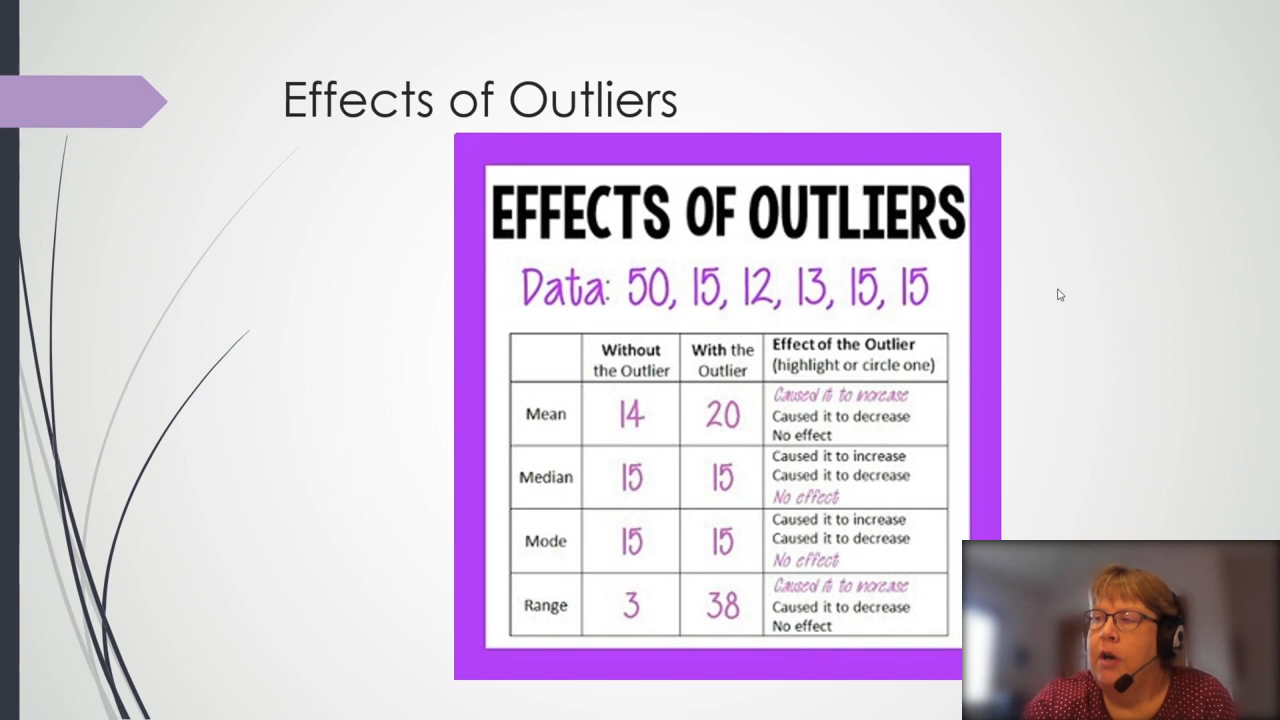 Effects of Outliers
EFFECTS OF OUTLIERS
Data: 50, 15, 12, 13, 15, 15
Without the Outlier
With the Outlier
Effect of the Outlier
(highlight or circle one)
Mean
14
20
Caused it to increase
Caused it to decrease
No effect
Median
15
15
Caused it to increase
Caused it to decrease
No effect
Mode
15
15
Caused it to increase
Caused it to decrease
No effect
Range
3
38
Caused it to increase
Caused it to decrease
No effect